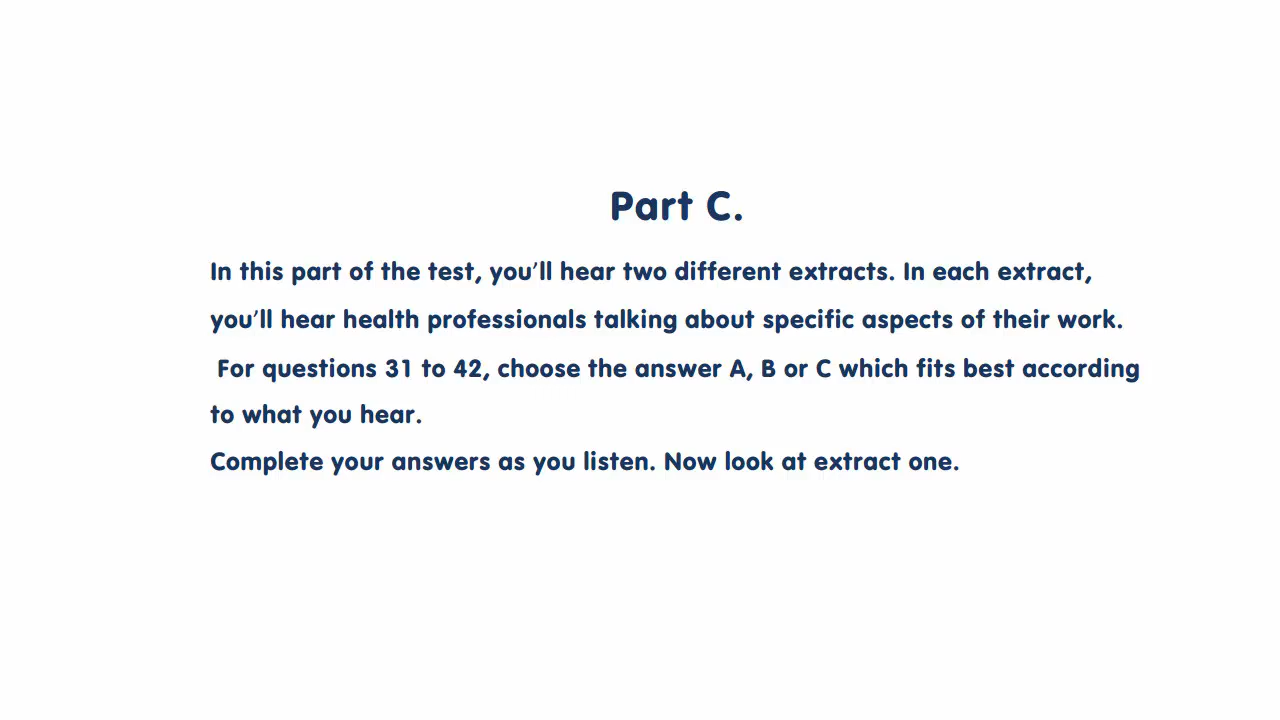 Part C.
In this part of the test, you’ll hear two different extracts. In each extract,
you’ll hear health professionals talking about specific aspects of their work.
For questions 31 to 42, choose the answer A, B or C which fits best according
to what you hear.
Complete your answers as you listen. Now look at extract one.